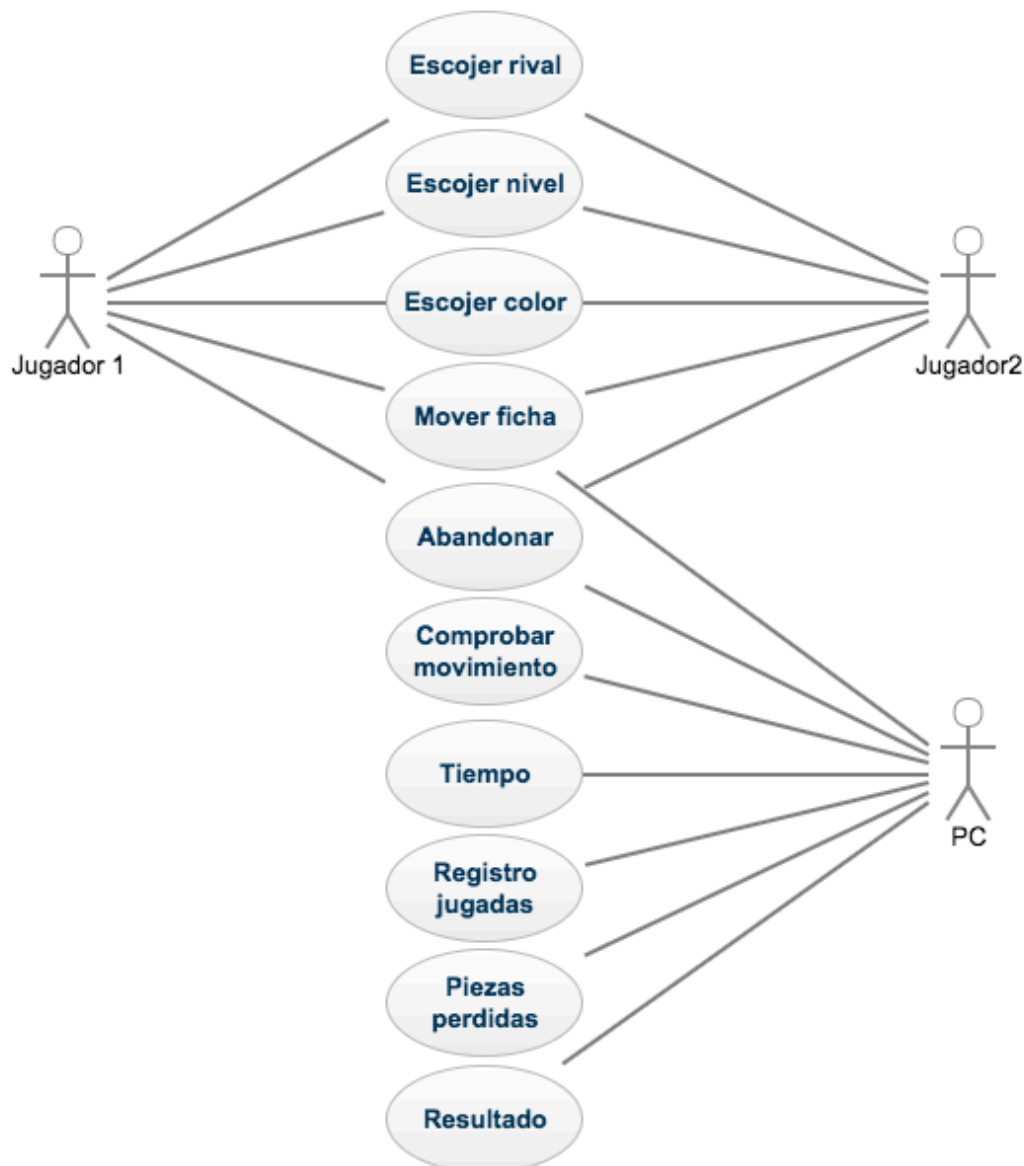 Escojer rival
Escojer nivel
Escojer color
Jugador 1
Jugador2
Mover ficha
Abandonar
Comprobar
movimiento
Tiempo
PC
Registro
jugadas
Piezas
perdidas
Resultado